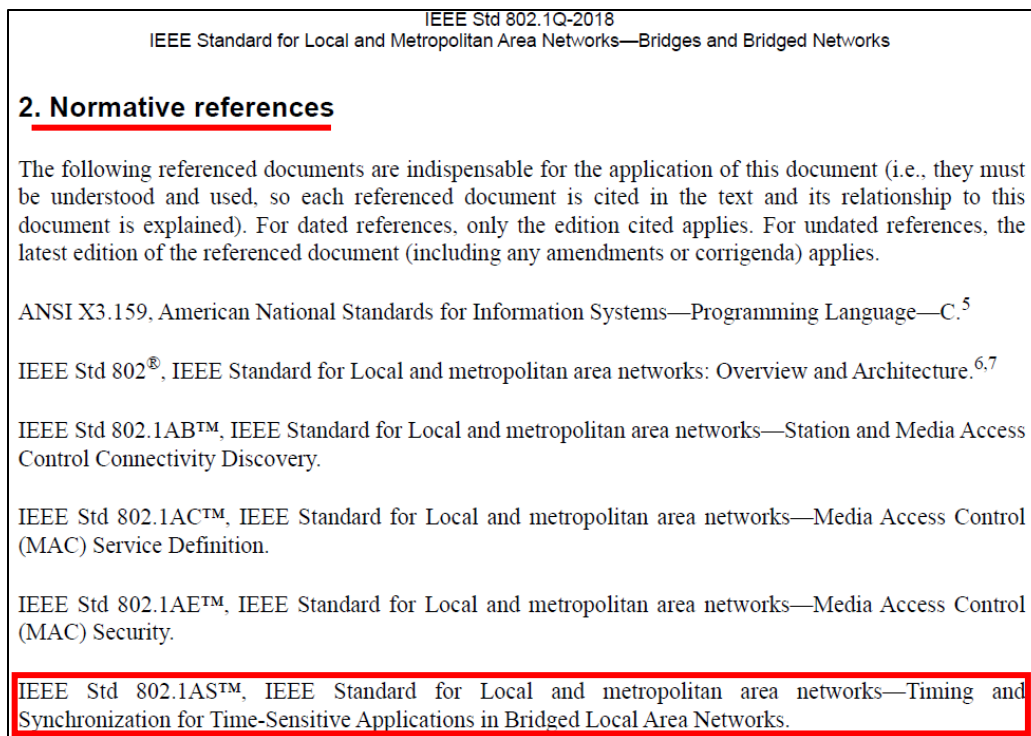 IEEE Std 802.1Q-2018
IEEE Standard for Local and Metropolitan Area Networks—Bridges and Bridged Networks
2. Normative references
The following referenced documents are indispensable for the application of this document (i.e., they must
be understood and used, so each referenced document is cited in the text and its relationship to this
document is explained). For dated references, only the edition cited applies. For undated references, the
latest edition of the referenced document (including any amendments or corrigenda) applies.
ANSI X3.159, American National Standards for Information Systems—Programming Language—C.5
IEEE Std 802®, IEEE Standard for Local and metropolitan area networks: Overview and Architecture.6,7
IEEE Std 802.1AB™, IEEE Standard for Local and metropolitan area networks—Station and Media Access
Control Connectivity Discovery.
IEEE Std 802.1AC™, IEEE Standard for Local and metropolitan area networks—Media Access Control
(MAC) Service Definition.
IEEE Std 802.1AE™, IEEE Standard for Local and metropolitan area networks—Media Access Control
(MAC) Security.
IEEE Std 802.1AS™, IEEE Standard for Local and metropolitan area networks—Timing and
Synchronization for Time-Sensitive Applications in Bridged Local Area Networks.